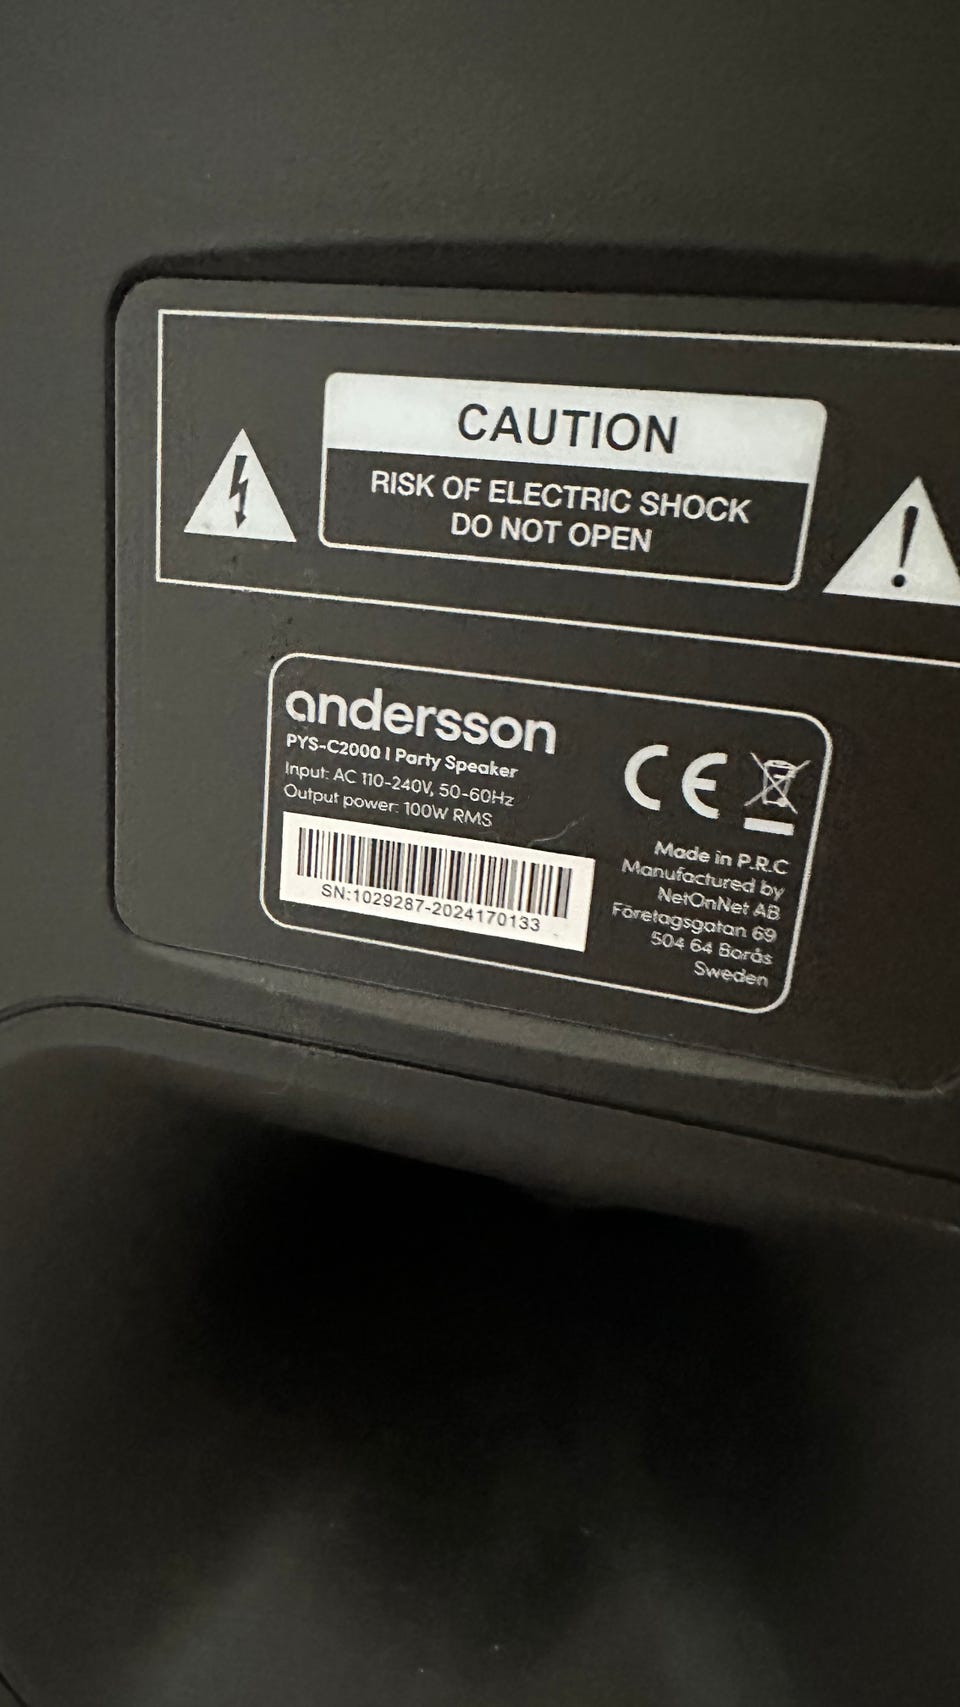 CAUTION
RISK OF ELECTRIC SHOCK
DO NOT OPEN
andersson
PYS-C2000 | Party Speaker
Input: AC 110-240V, 50-60Hz
Output power: 100W RMS
SN:1029287-2024170133
CE
Made in P.R.C
Manufactured by
NetOnNet AB
Företagsgatan 69
504 64 Borås
Sweden